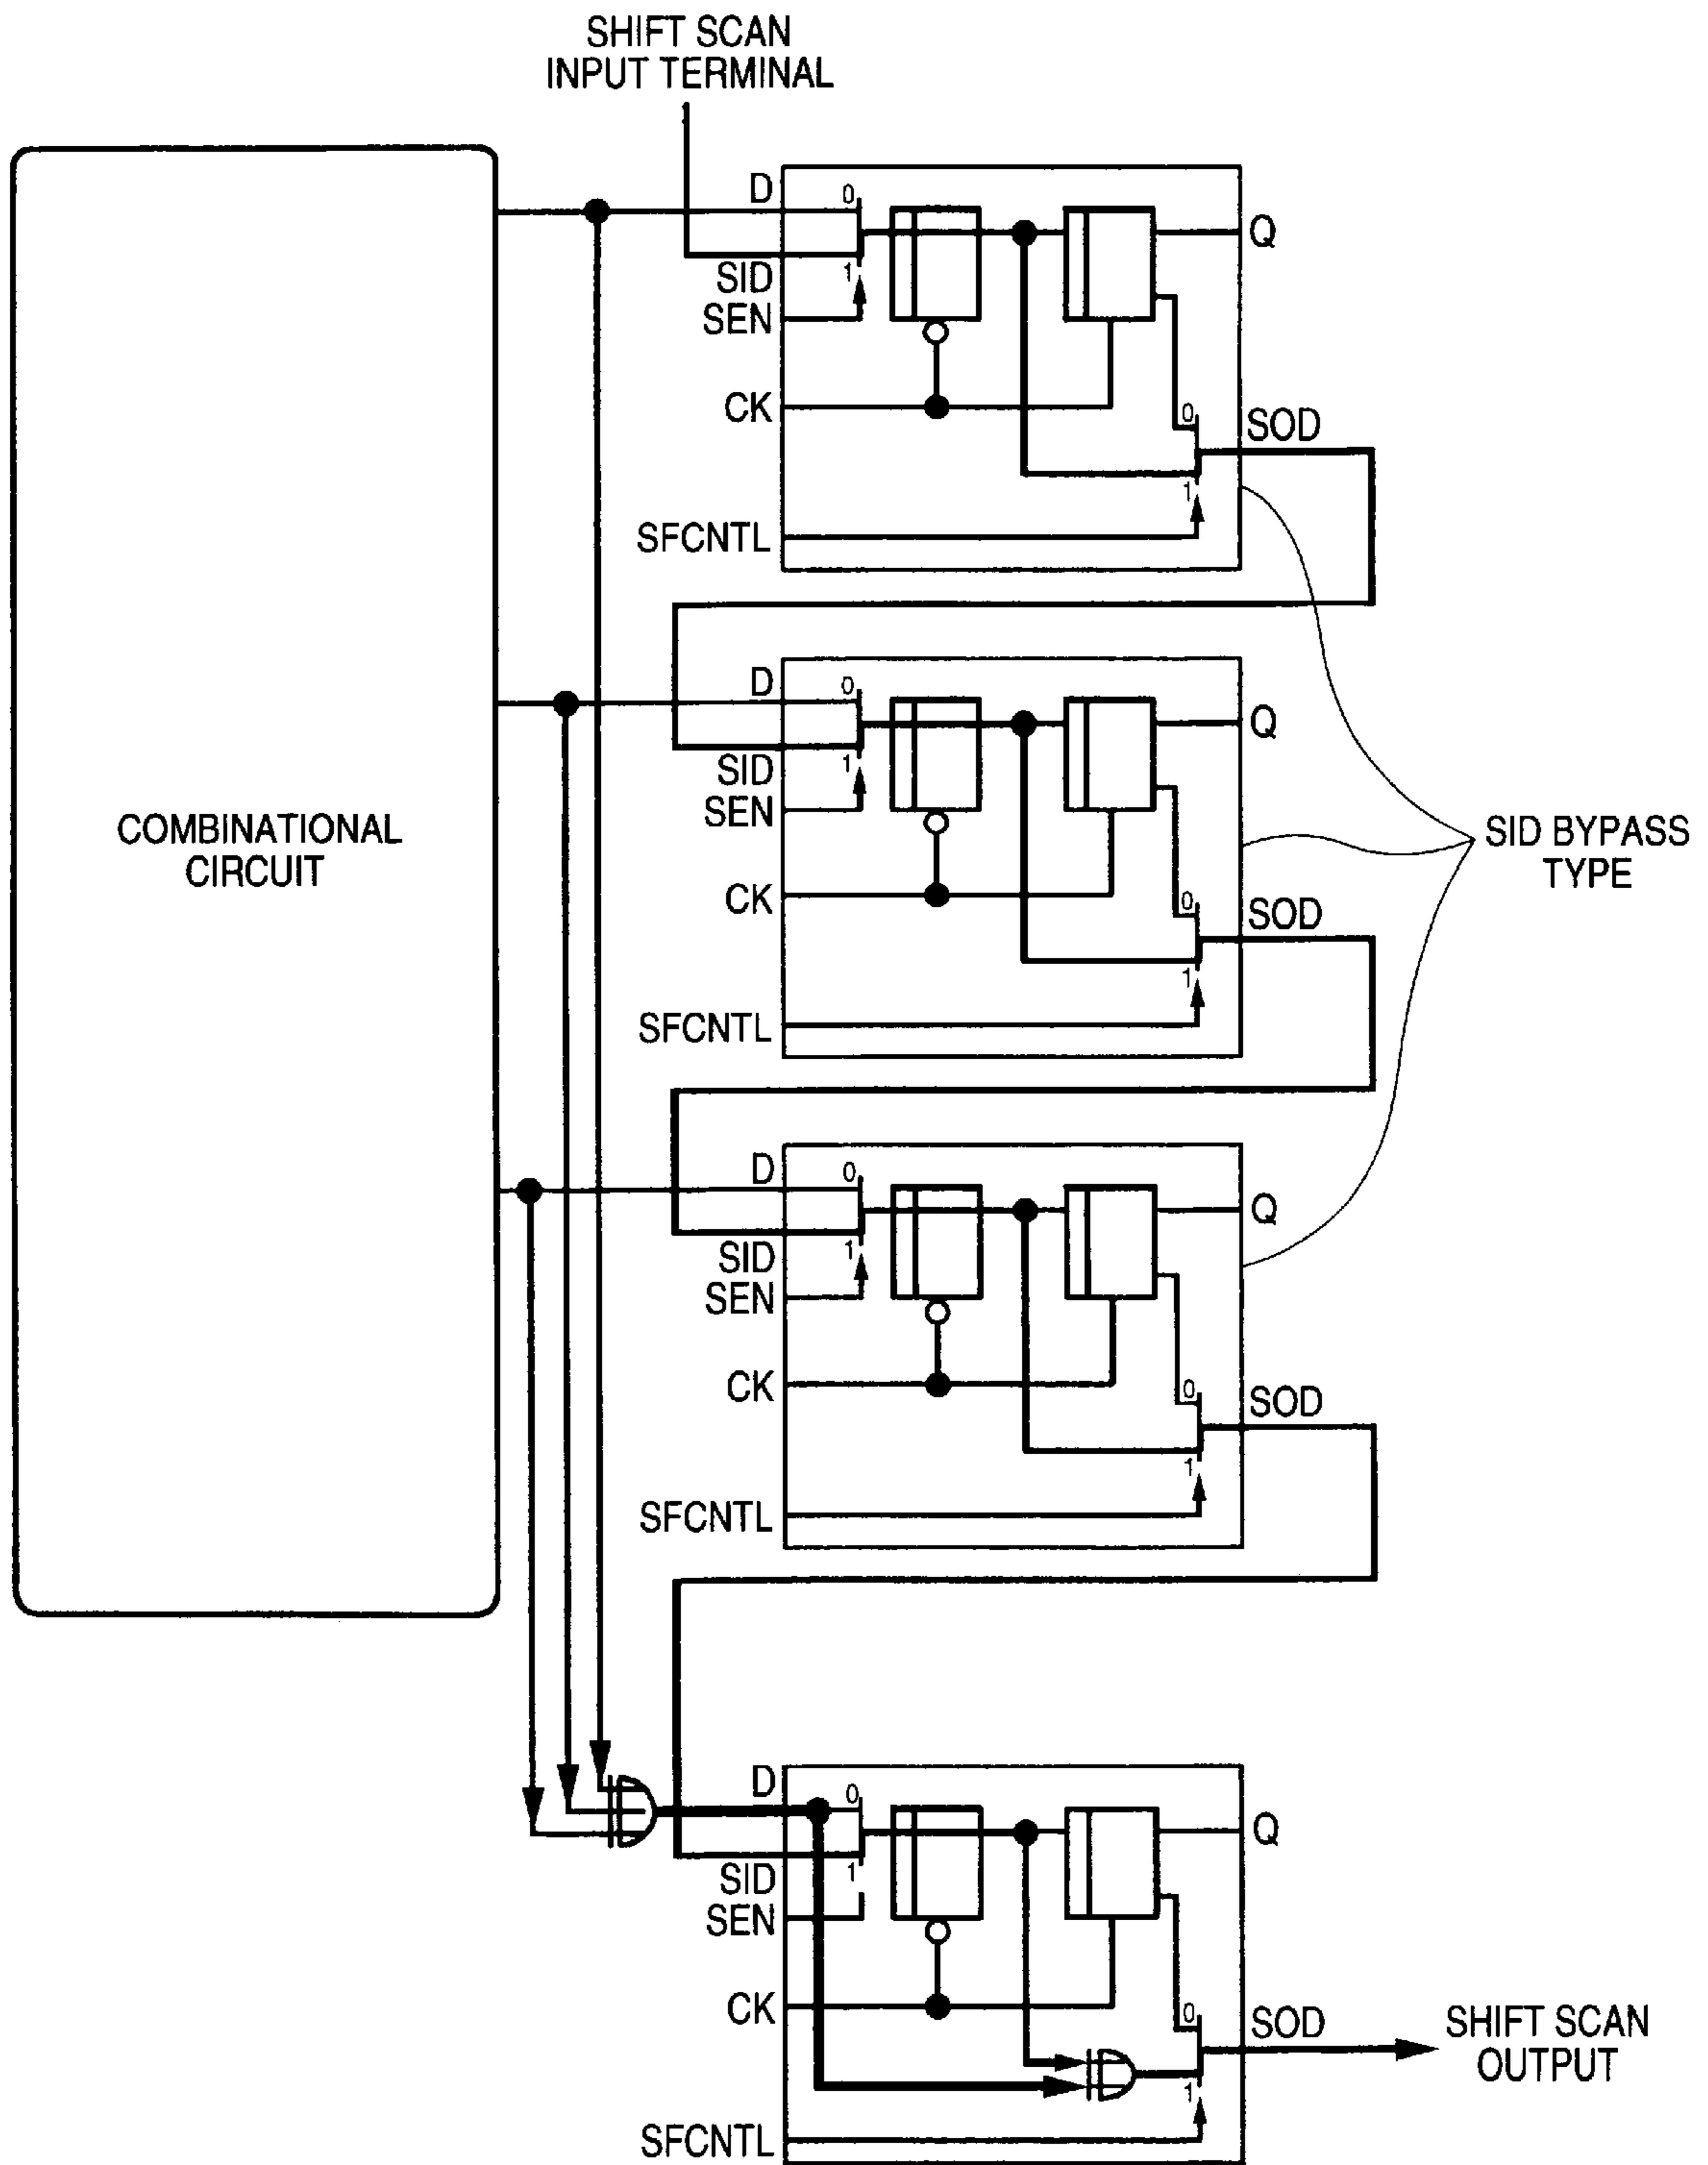 SHIFT SCAN
INPUT TERMINAL
D
0
Q
SID
1
SEN
CK
0
SOD
1
SFCNTL
D
0
Q
SID
1
SEN
COMBINATIONAL
CIRCUIT
SID BYPASS
TYPE
CK
0
SOD
1
SFCNTL
D
0
Q
SID
1
SEN
CK
0
SOD
1
SFCNTL
D
0
Q
SID
1
SEN
CK
0
SOD
SHIFT SCAN
OUTPUT
1
SFCNTL